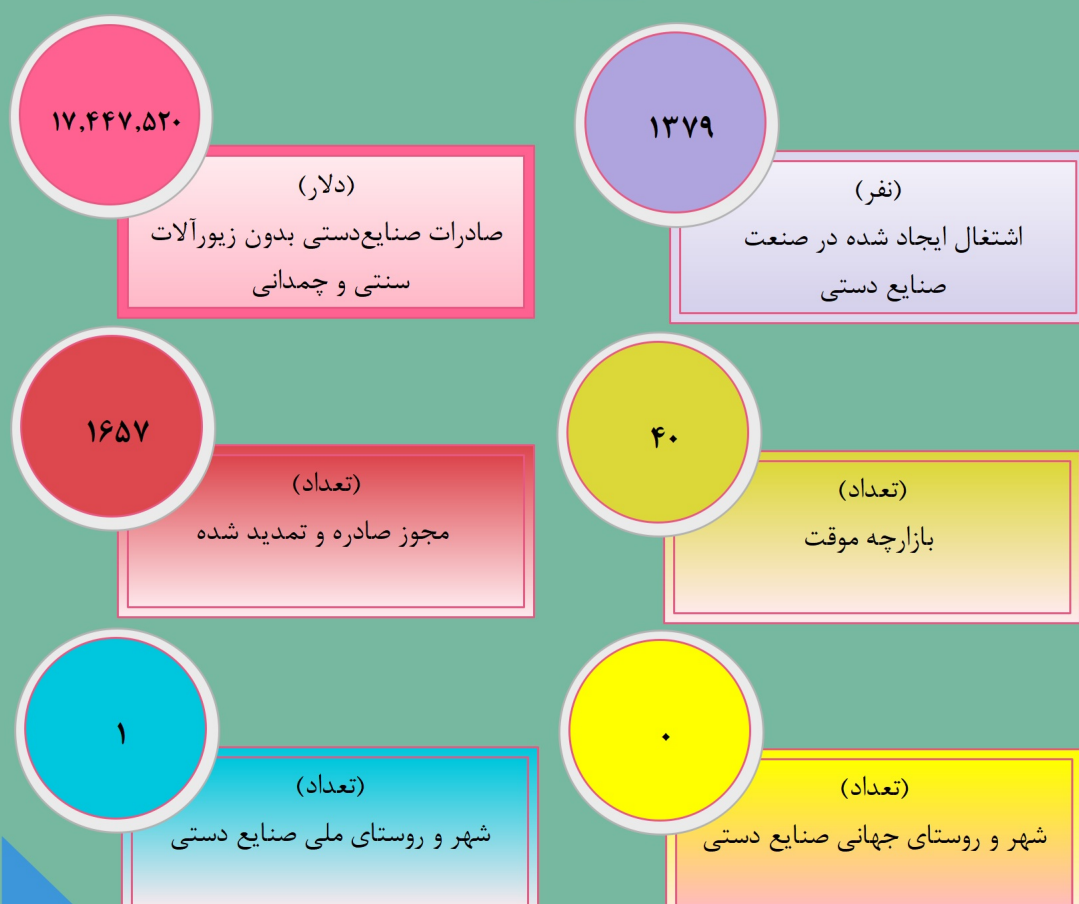 ۱۳۷۹
(نفر)
اشتغال ایجاد شده در صنعت
صنایع دستی
۱۷,۴۴۷,۵۲۰
(دلار)
صادرات صنایع‌دستی بدون زیورآلات
سنتی و چمدانی
۴۰
(تعداد)
بازارچه موقت
۱۶۵۷
(تعداد)
مجوز صادره و تمدید شده
۰
(تعداد)
شهر و روستای جهانی صنایع دستی
۱
(تعداد)
شهر و روستای ملی صنایع دستی